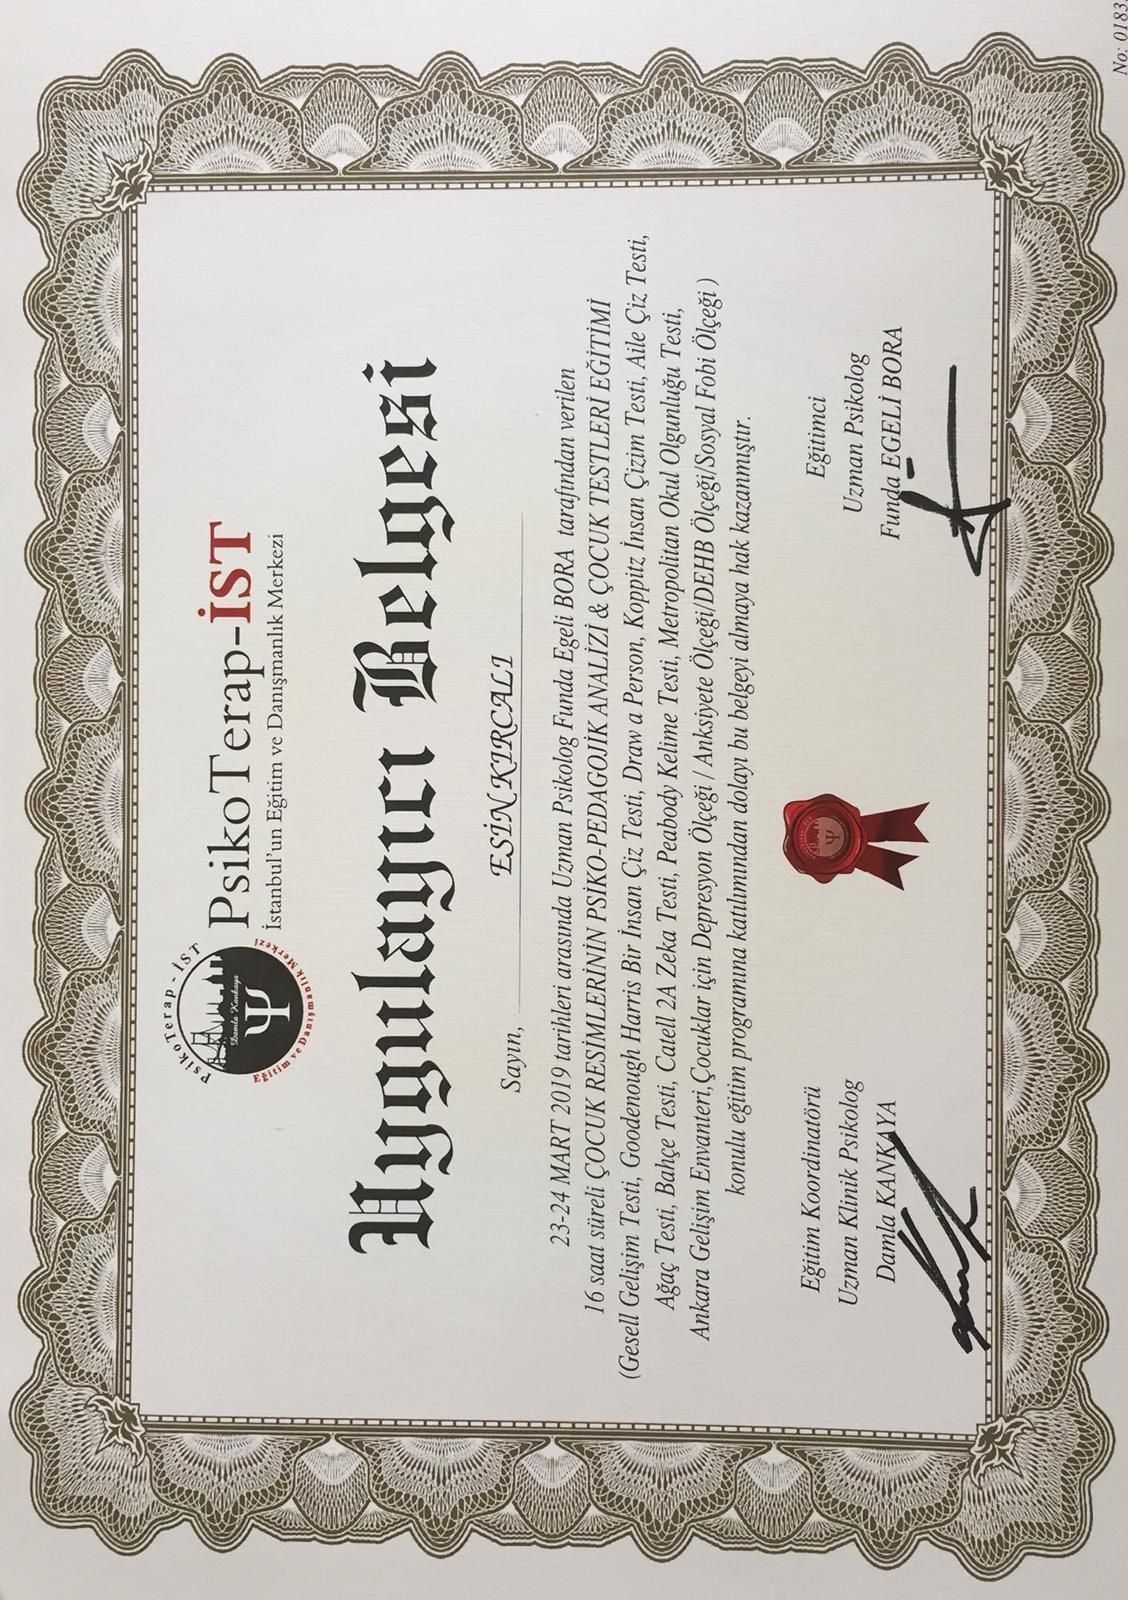 No: 0183
PsikoTerap-İST
Damla Kankaya
Eğitim ve Danışmanlık Merkezi
PsikoTerap-İST
İstanbul'un Eğitim ve Danışmanlık Merkezi
Uygulayıcı Belgesi
Sayın, ESİN KIRCALI
23-24 MART 2019 tarihleri arasında Uzman Psikolog Funda Egeli BORA tarafından verilen
16 saat süreli ÇOCUK RESİMLERİNİN PSİKO-PEDAGOJİK ANALİZİ & ÇOCUK TESTLERİ EĞİTİMİ
(Gesell Gelişim Testi, Goodenough Harris Bir İnsan Çiz Testi, Draw a Person, Koppitz İnsan Çizim Testi, Aile Çiz Testi,
Ağaç Testi, Bahçe Testi, Catell 2A Zeka Testi, Peabody Kelime Testi, Metropolitan Okul Olgunluğu Testi,
Ankara Gelişim Envanteri, Çocuklar için Depresyon Ölçeği / Anksiyete Ölçeği/DEHB Ölçeği/Sosyal Fobi Ölçeği )
konulu eğitim programına katılımından dolayı bu belgeyi almaya hak kazanmıştır.
Eğitim Koordinatörü
Uzman Klinik Psikolog
Damla KANKAYA
Eğitimci
Uzman Psikolog
Funda EGELİ BORA